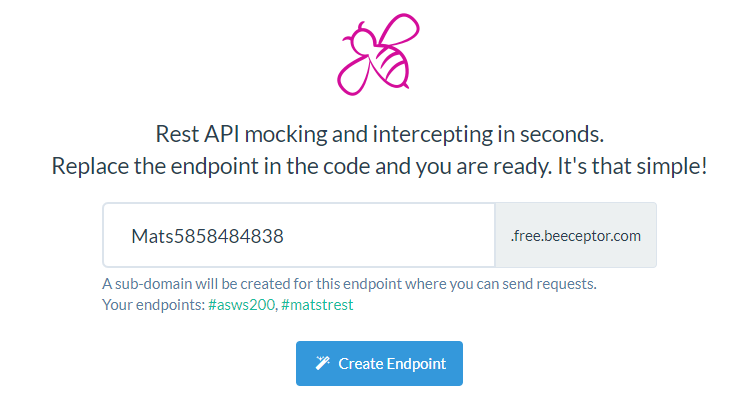 Rest API mocking and intercepting in seconds.
Replace the endpoint in the code and you are ready. It's that simple!
Mats5858484838 .free.beeceptor.com
A sub-domain will be created for this endpoint where you can send requests.
Your endpoints: #asws200, #matstrest
Create Endpoint